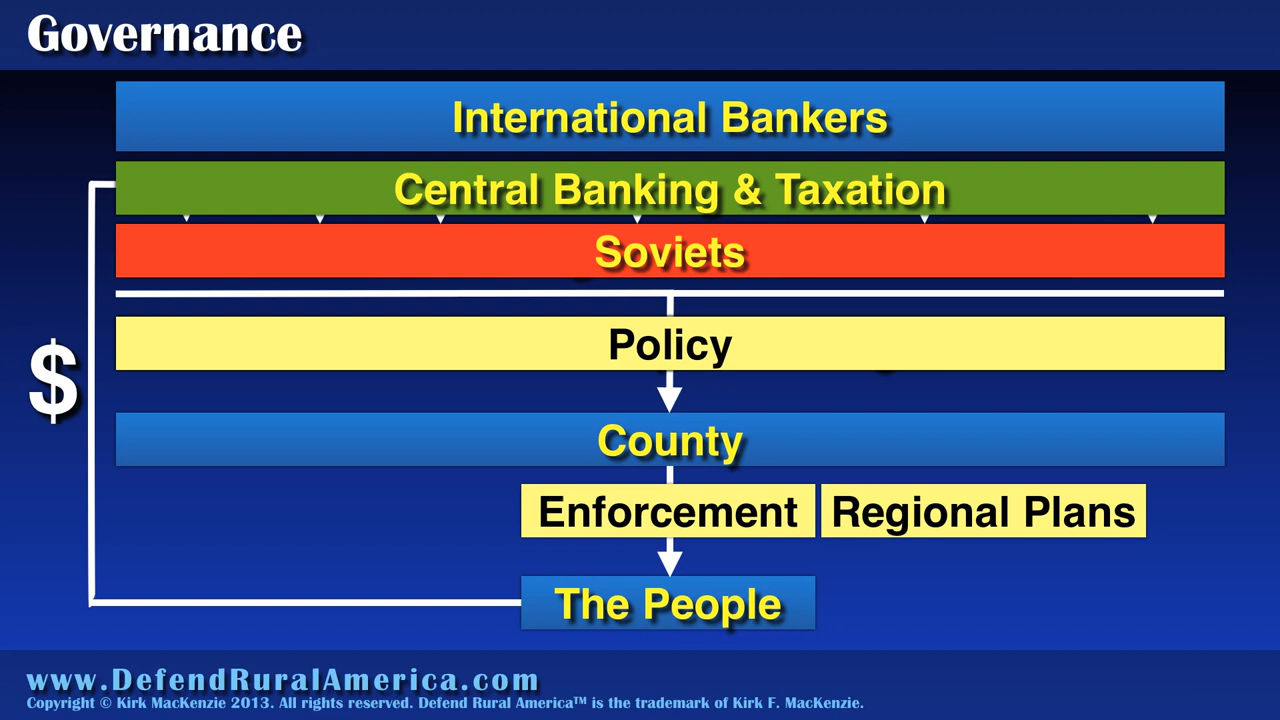 Governance
International Bankers
Central Banking & Taxation
Soviets
Policy
$
County
Enforcement
Regional Plans
The People
www.DefendRuralAmerica.com
Copyright © Kirk MacKenzie 2013. All rights reserved. Defend Rural America™ is the trademark of Kirk F. MacKenzie.